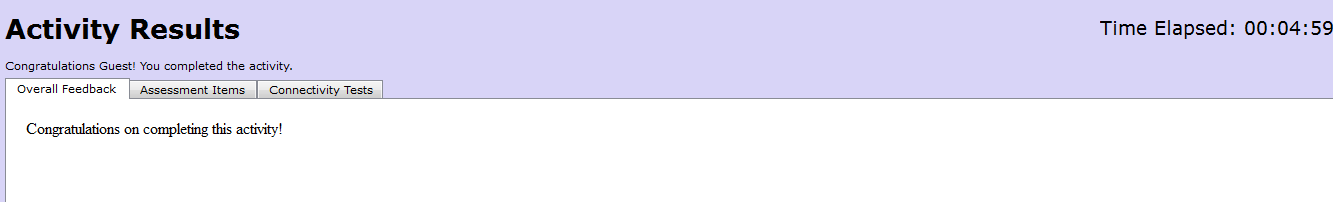 Activity Results
Time Elapsed: 00:04:59
Congratulations Guest! You completed the activity.
Overall Feedback
Assessment Items
Connectivity Tests
Congratulations on completing this activity!